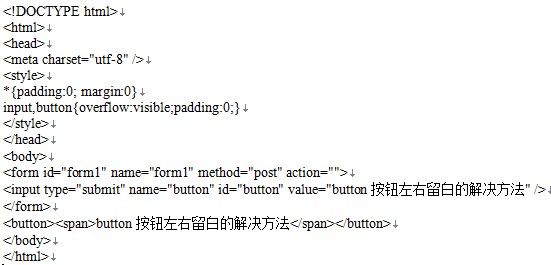 <!DOCTYPE html>↓
<html>↓
<head>↓
<meta charset="utf-8" />↓
<style>↓
*{padding:0; margin:0}↓
input,button{overflow:visible;padding:0;}↓
</style>↓
</head>↓
<body>↓
<form id="form1" name="form1" method="post" action="">↓
<input type="submit" name="button" id="button" value="button 按钮左右留白的解决方法" />↓
</form>↓
<button><span>button 按钮左右留白的解决方法</span></button>↓
</body>↓
</html>↓